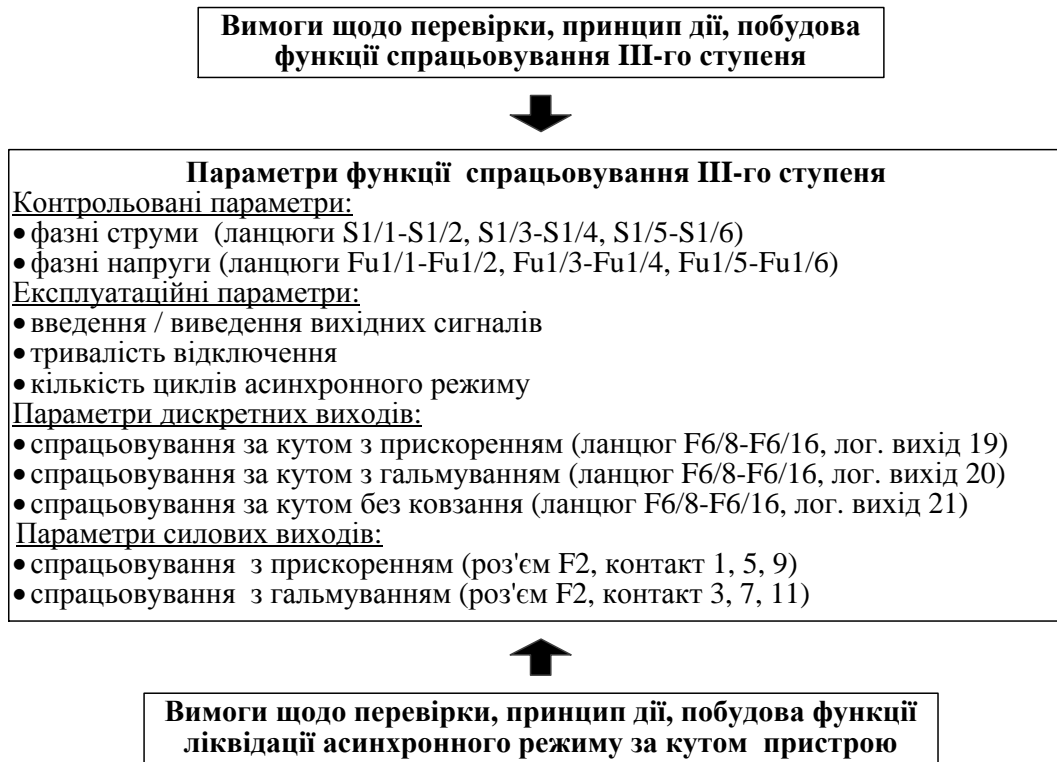 Вимоги щодо перевірки, принцип дії, побудова
функції спрацьовування ІІІ-го ступеня
Параметри функції спрацьовування ІІІ-го ступеня
Контрольовані параметри:
• фазні струми (ланцюги S1/1-S1/2, S1/3-S1/4, S1/5-S1/6)
• фазні напруги (ланцюги Fu1/1-Fu1/2, Fu1/3-Fu1/4, Fu1/5-Fu1/6)
Експлуатаційні параметри:
• введення / виведення вихідних сигналів
• тривалість відключення
• кількість циклів асинхронного режиму
Параметри дискретних виходів:
• спрацьовування за кутом з прискоренням (ланцюг F6/8-F6/16, лог. вихід 19)
• спрацьовування за кутом з гальмуванням (ланцюг F6/8-F6/16, лог. вихід 20)
• спрацьовування за кутом без ковзання (ланцюг F6/8-F6/16, лог. вихід 21)
Параметри силових виходів:
• спрацьовування з прискоренням (роз'єм F2, контакт 1, 5, 9)
• спрацьовування з гальмуванням (роз'єм F2, контакт 3, 7, 11)
Вимоги щодо перевірки, принцип дії, побудова функції
ліквідації асинхронного режиму за кутом пристрою